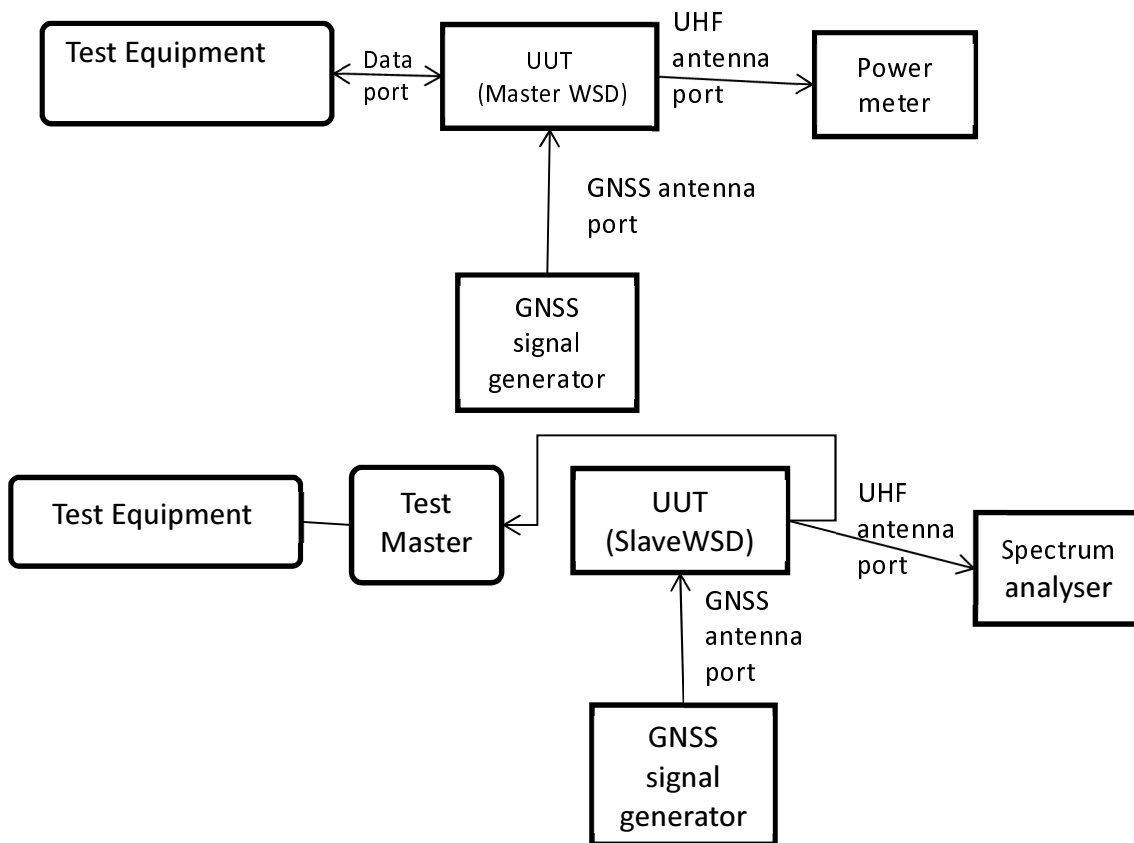 Test Equipment
Data
port
UUT
(Master WSD)
UHF
antenna
port
Power
meter
GNSS antenna
port
GNSS
signal
generator
Test Equipment
Test
Master
UUT
(SlaveWSD)
UHF
antenna
port
Spectrum
analyser
GNSS
antenna
port
GNSS
signal
generator